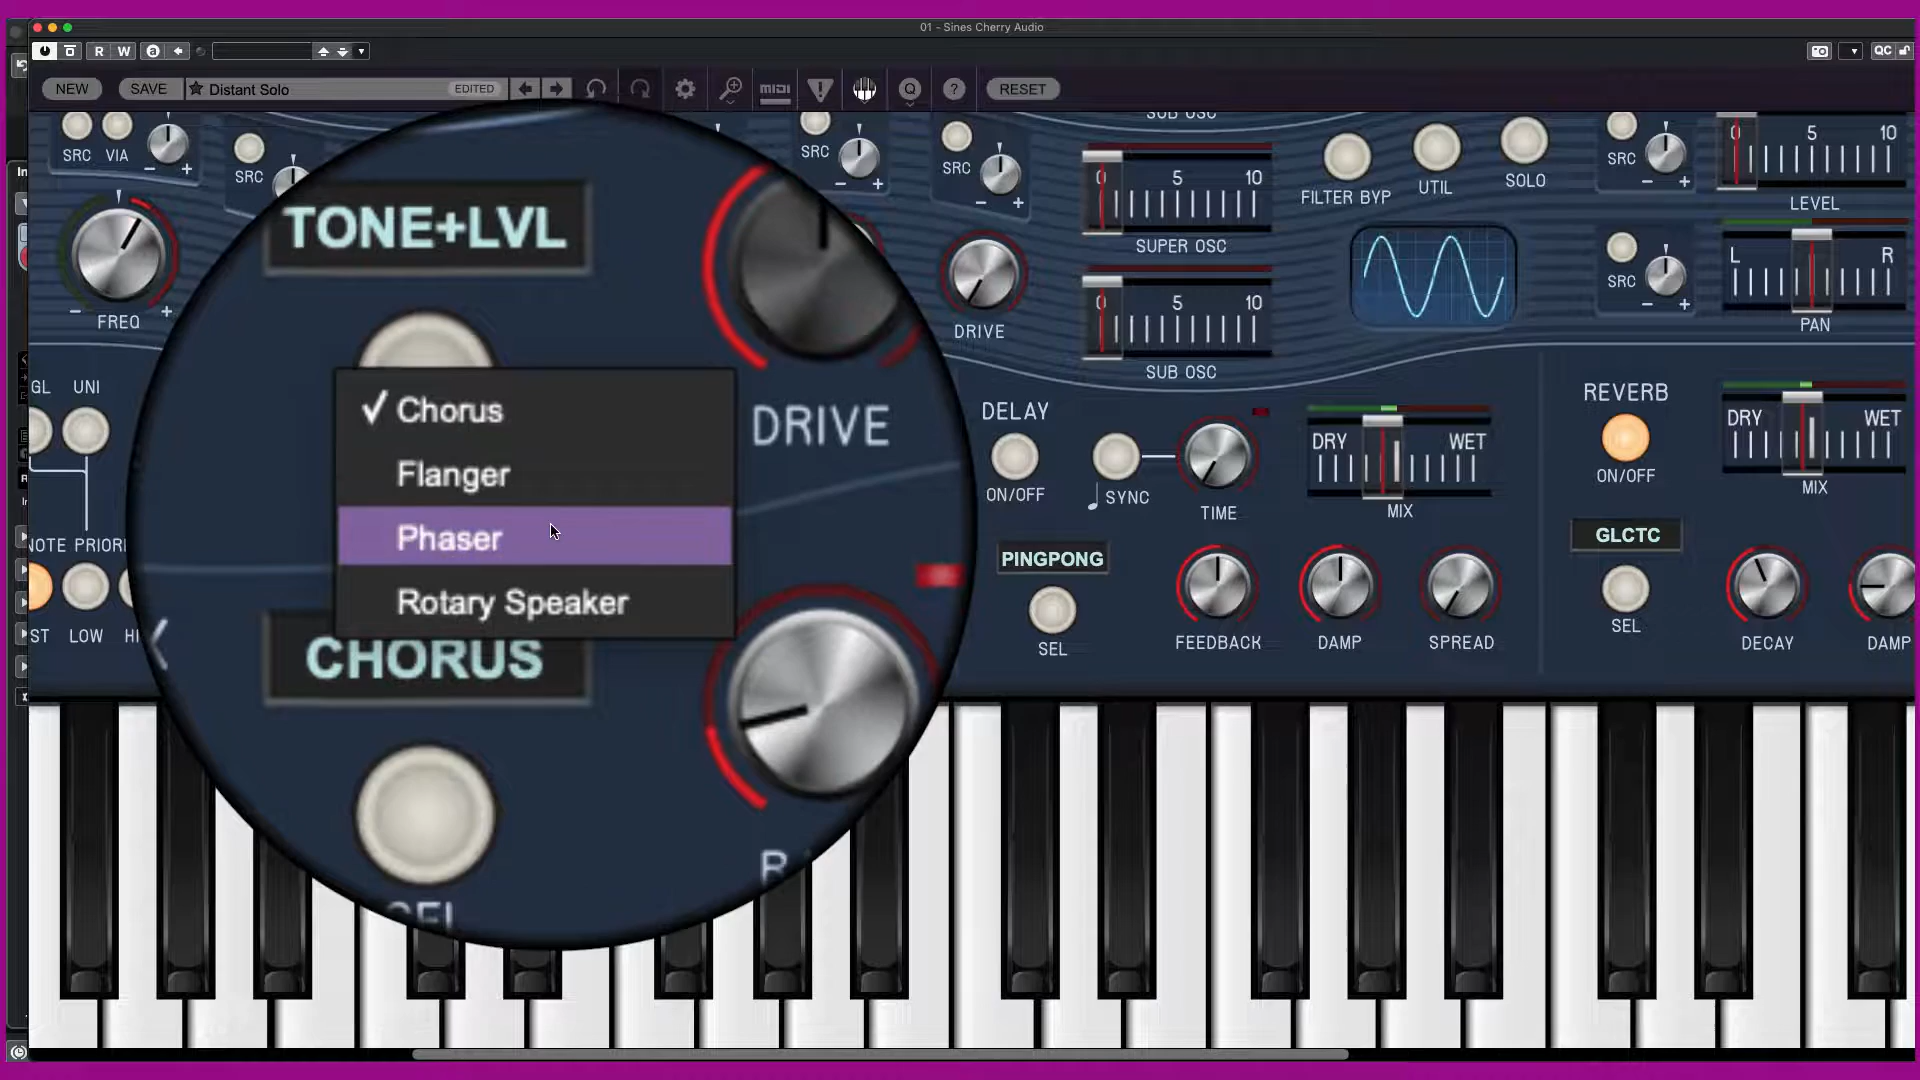 01 - Sines Cherry Audio
R W a QC
NEW SAVE Distant Solo EDITED MIDI Q ? RESET
SRC VIA
SRC
SRC
SRC
SRC
- +
FREQ
TONE+LVL
DRIVE
✓ Chorus
Flanger
Phaser
Rotary Speaker
CHORUS
DRIVE
SUB OSC
0 5 10
SUPER OSC
0 5 10
SUB OSC
FILTER BYP
UTIL
SOLO
0 5 10
LEVEL
SRC
L R
PAN
GL UNI
NOTE PRIORI
ST LOW HI
DELAY
ON/OFF
SYNC
TIME
DRY WET
MIX
PINGPONG
SEL
FEEDBACK
DAMP
SPREAD
REVERB
ON/OFF
DRY WET
MIX
GLCTC
SEL
DECAY
DAMP